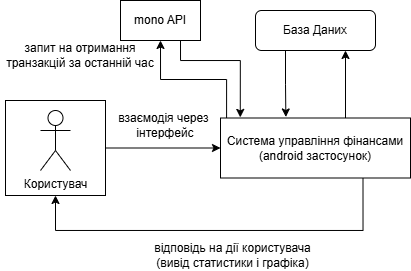 mono API
База Даних
запит на отримання
транзакцій за останній час
взаємодія через
інтерфейс
Система управління фінансами
(android застосунок)
Користувач
відповідь на дії користувача
(вивід статистики і графіка)